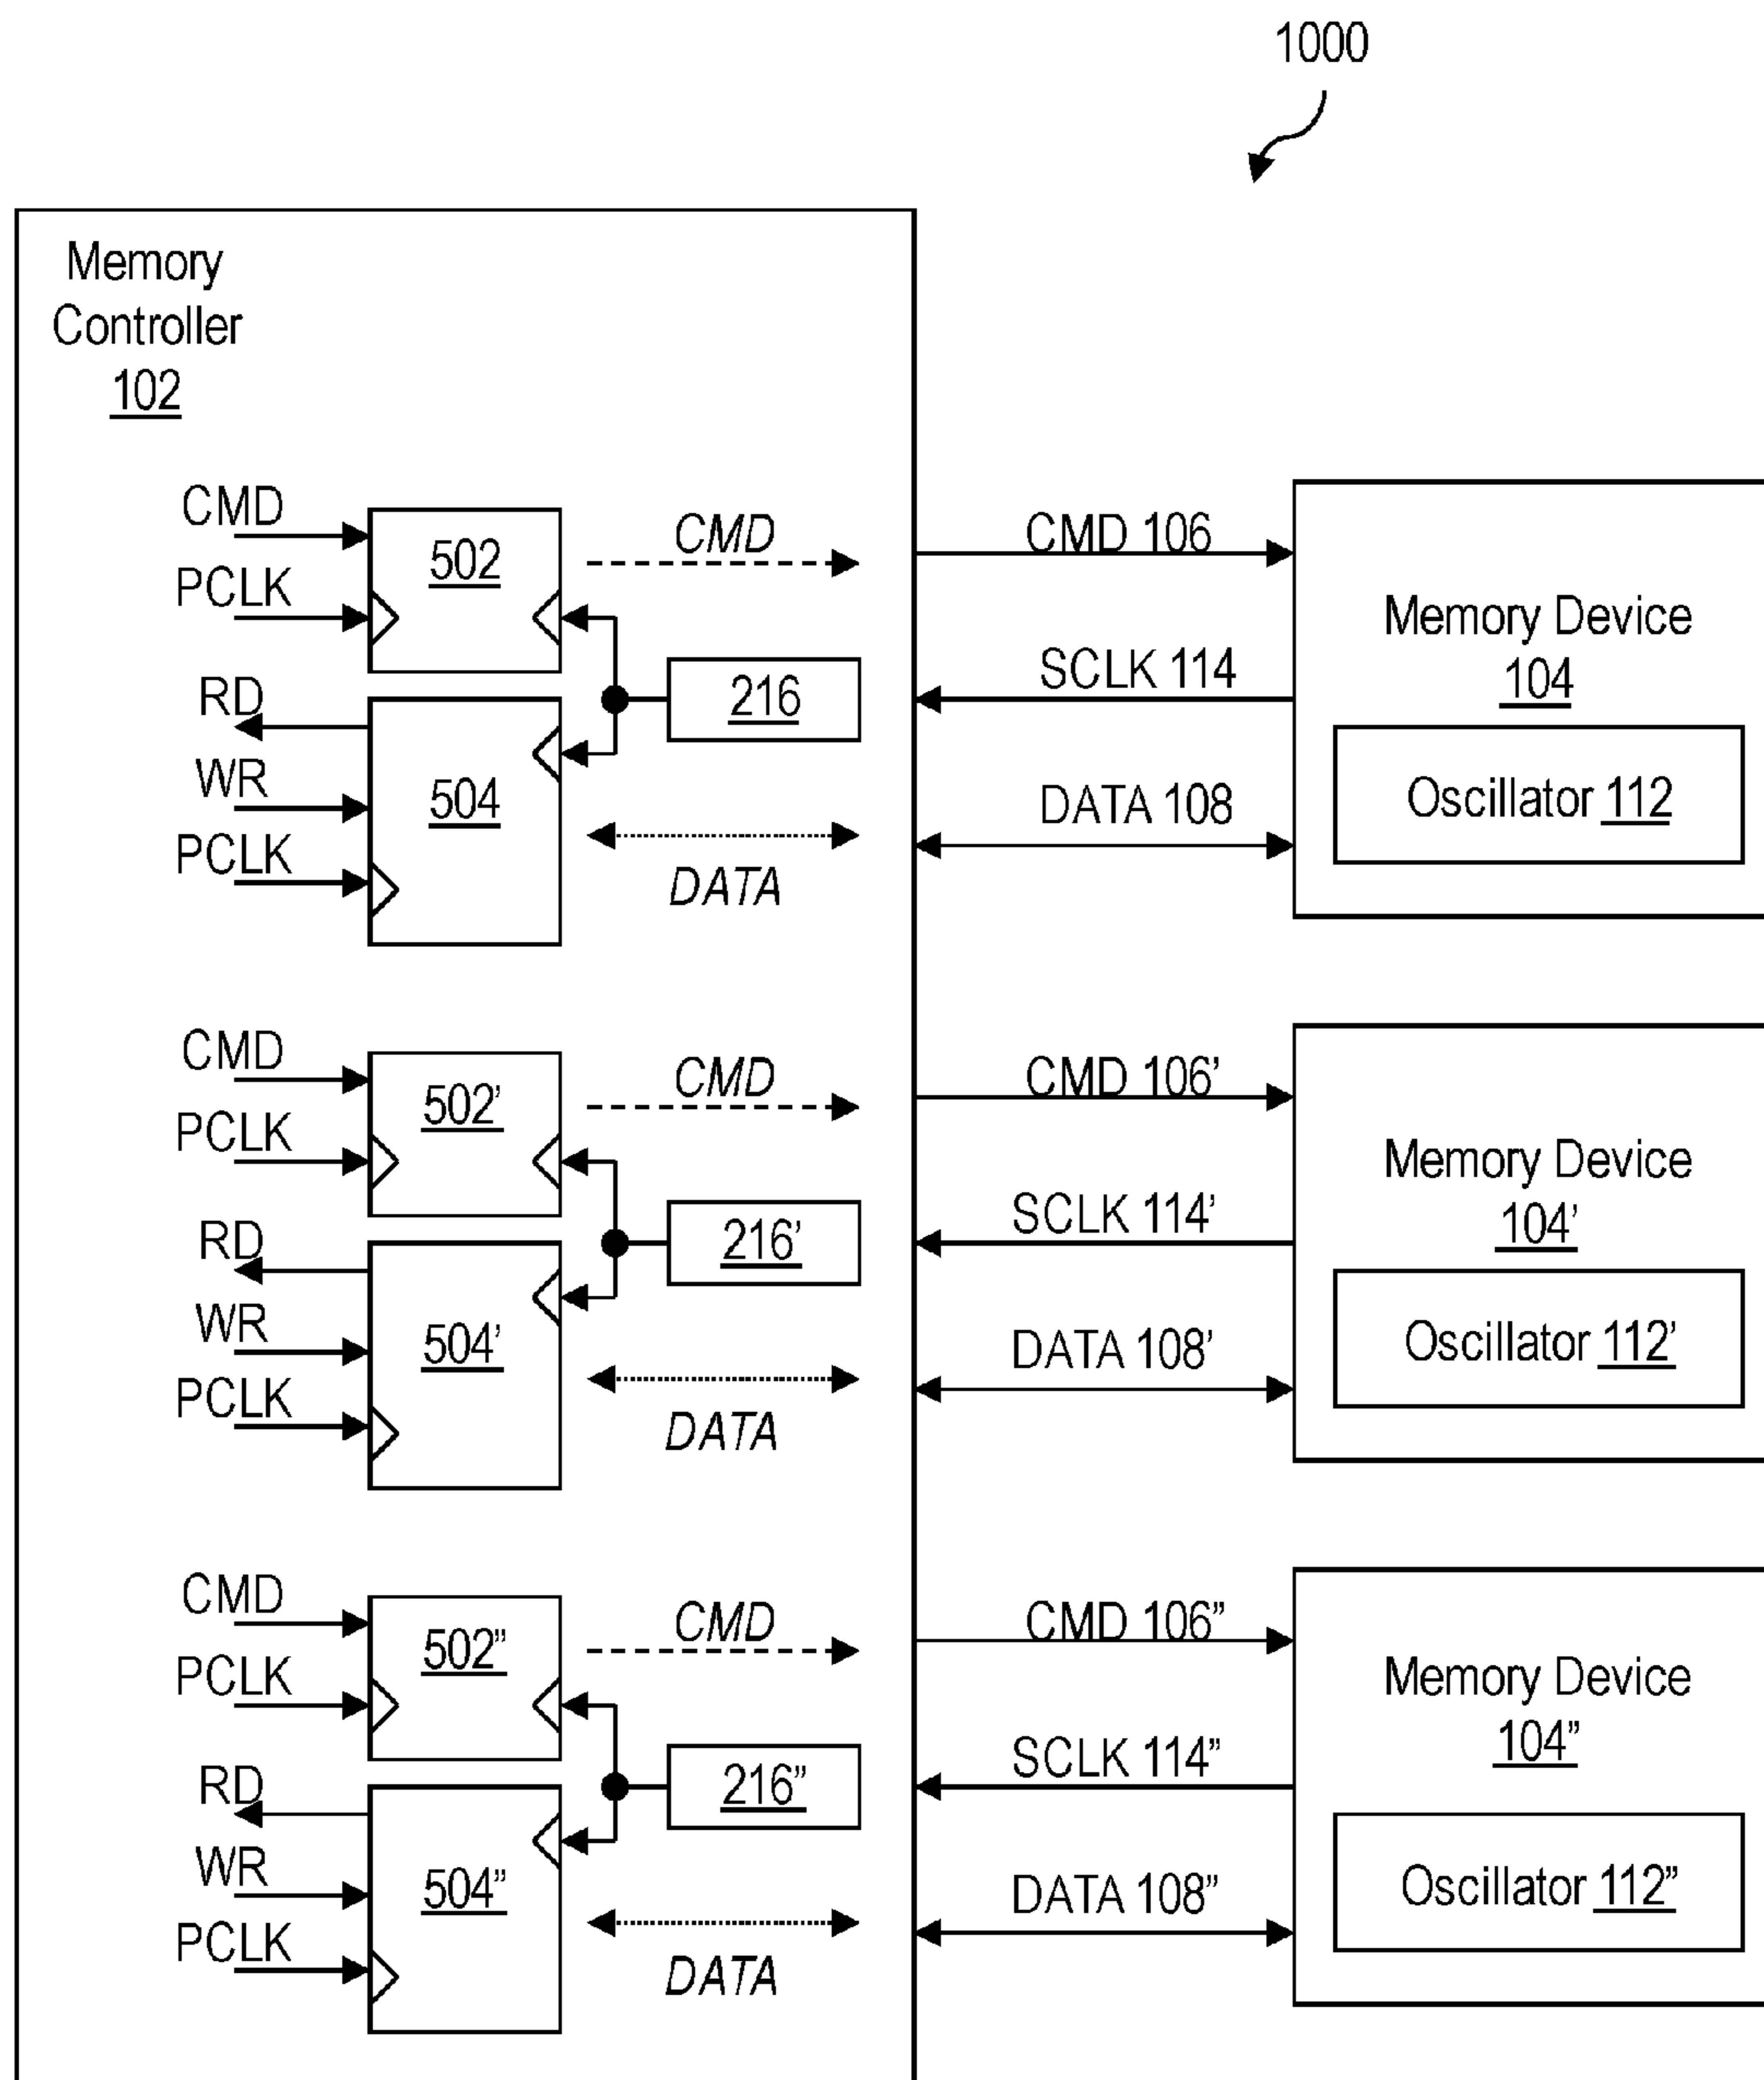 1000
Memory
Controller
102
CMD
PCLK
RD
WR
PCLK
502
504
CMD
216
DATA
CMD 106
SCLK 114
DATA 108
Memory Device
104
Oscillator 112
CMD
PCLK
RD
WR
PCLK
502’
504’
CMD
216’
DATA
CMD 106’
SCLK 114’
DATA 108’
Memory Device
104’
Oscillator 112’
CMD
PCLK
RD
WR
PCLK
502”
504”
CMD
216”
DATA
CMD 106”
SCLK 114”
DATA 108”
Memory Device
104”
Oscillator 112”